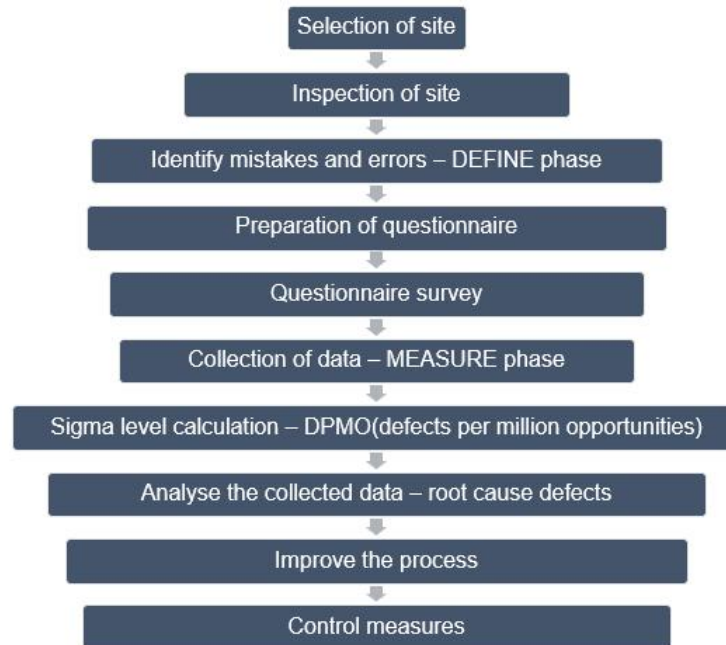 Selection of site
Inspection of site
Identify mistakes and errors – DEFINE phase
Preparation of questionnaire
Questionnaire survey
Collection of data – MEASURE phase
Sigma level calculation – DPMO(defects per million opportunities)
Analyse the collected data – root cause defects
Improve the process
Control measures